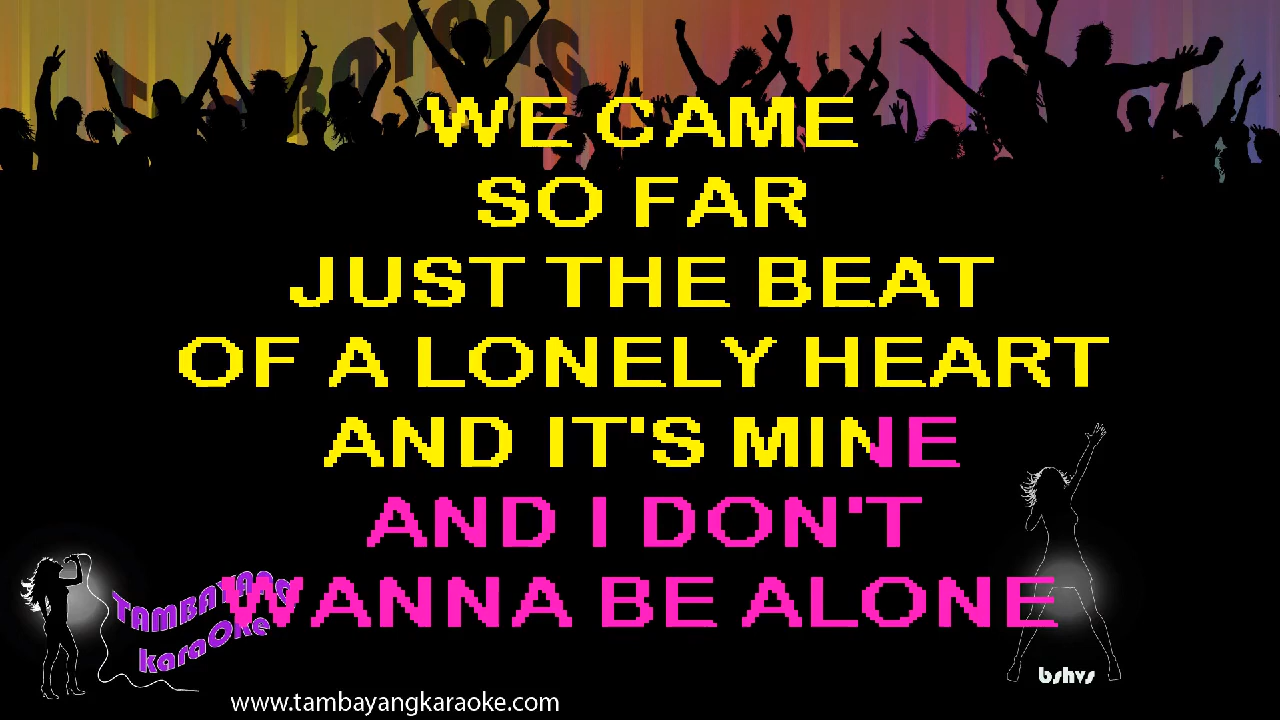 TAMBAYANG
WE CAME
SO FAR
JUST THE BEAT
OF A LONELY HEART
AND IT'S MINE
AND I DON'T
WANNA BE ALONE
TAMBAYANG
karaOke
bshvs
www.tambayangkaraoke.com